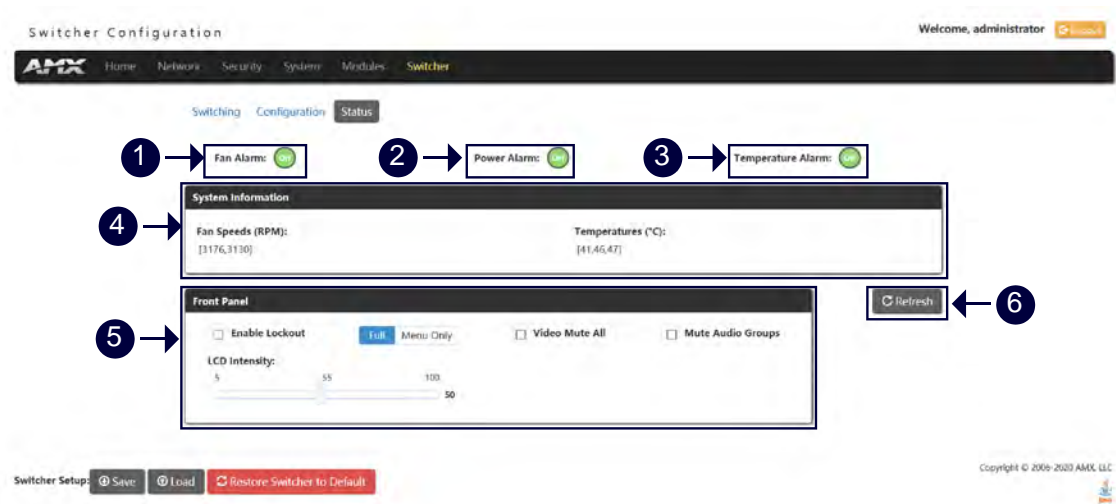 Switcher Configuration
Welcome, administrator
AMX Home Network Security System Modules Switcher
Switching Configuration Status
1 Fan Alarm: Off 2 Power Alarm: Off 3 Temperature Alarm: Off
System Information
4
Fan Speeds (RPM): Temperatures (°C):
[3176,3130] [41,46,47]
Front Panel
Refresh 6
5
Enable Lockout Full Menu Only Video Mute All Mute Audio Groups
LCD Intensity:
5 55 100
50
Copyright © 2006-2020 AMX, LLC
Switcher Setup: Save Load Restore Switcher to Default